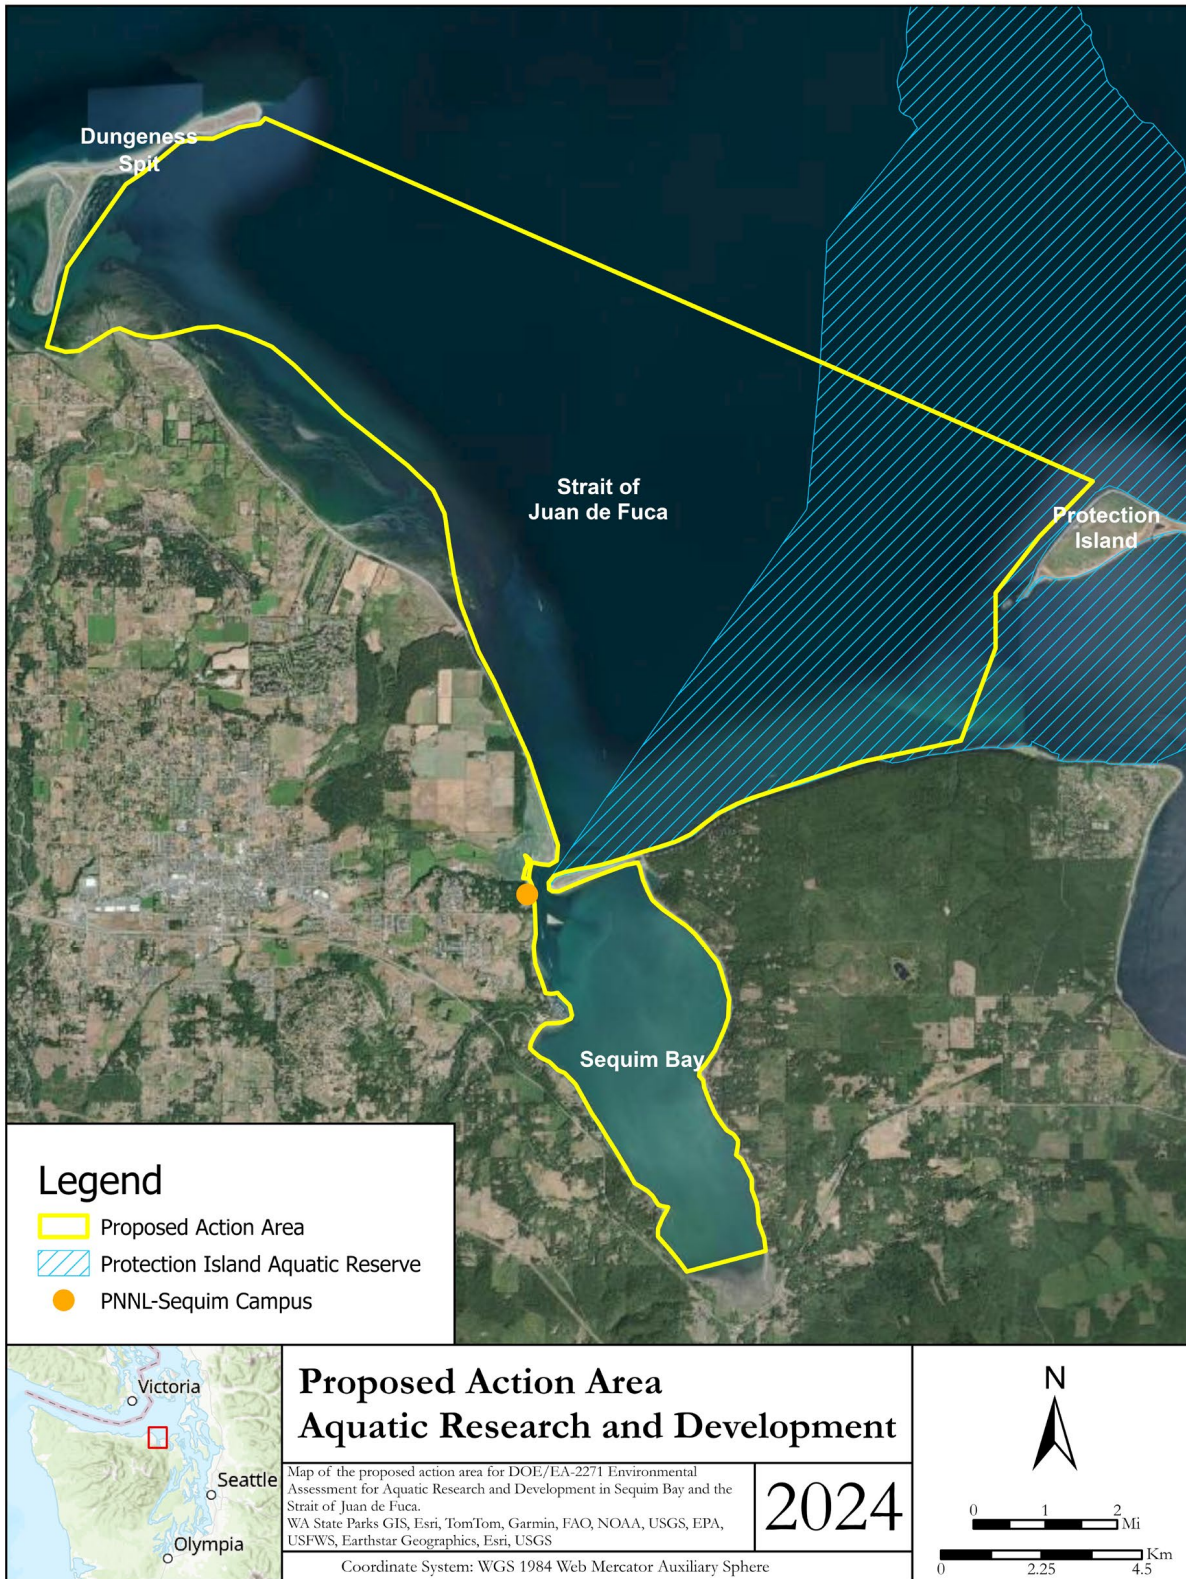 Dungeness
Spit
Strait of
Juan de Fuca
Protection
Island
Sequim Bay
Legend
Proposed Action Area
Protection Island Aquatic Reserve
PNNL-Sequim Campus
Victoria
Seattle
Olympia
Proposed Action Area
Aquatic Research and Development
Map of the proposed action area for DOE/EA-2271 Environmental
Assessment for Aquatic Research and Development in Sequim Bay and the
Strait of Juan de Fuca.
WA State Parks GIS, Esri, TomTom, Garmin, FAO, NOAA, USGS, EPA,
USFWS, Earthstar Geographics, Esri, USGS
2024
Coordinate System: WGS 1984 Web Mercator Auxiliary Sphere
N
0 1 2
Mi
Km
0 2.25 4.5